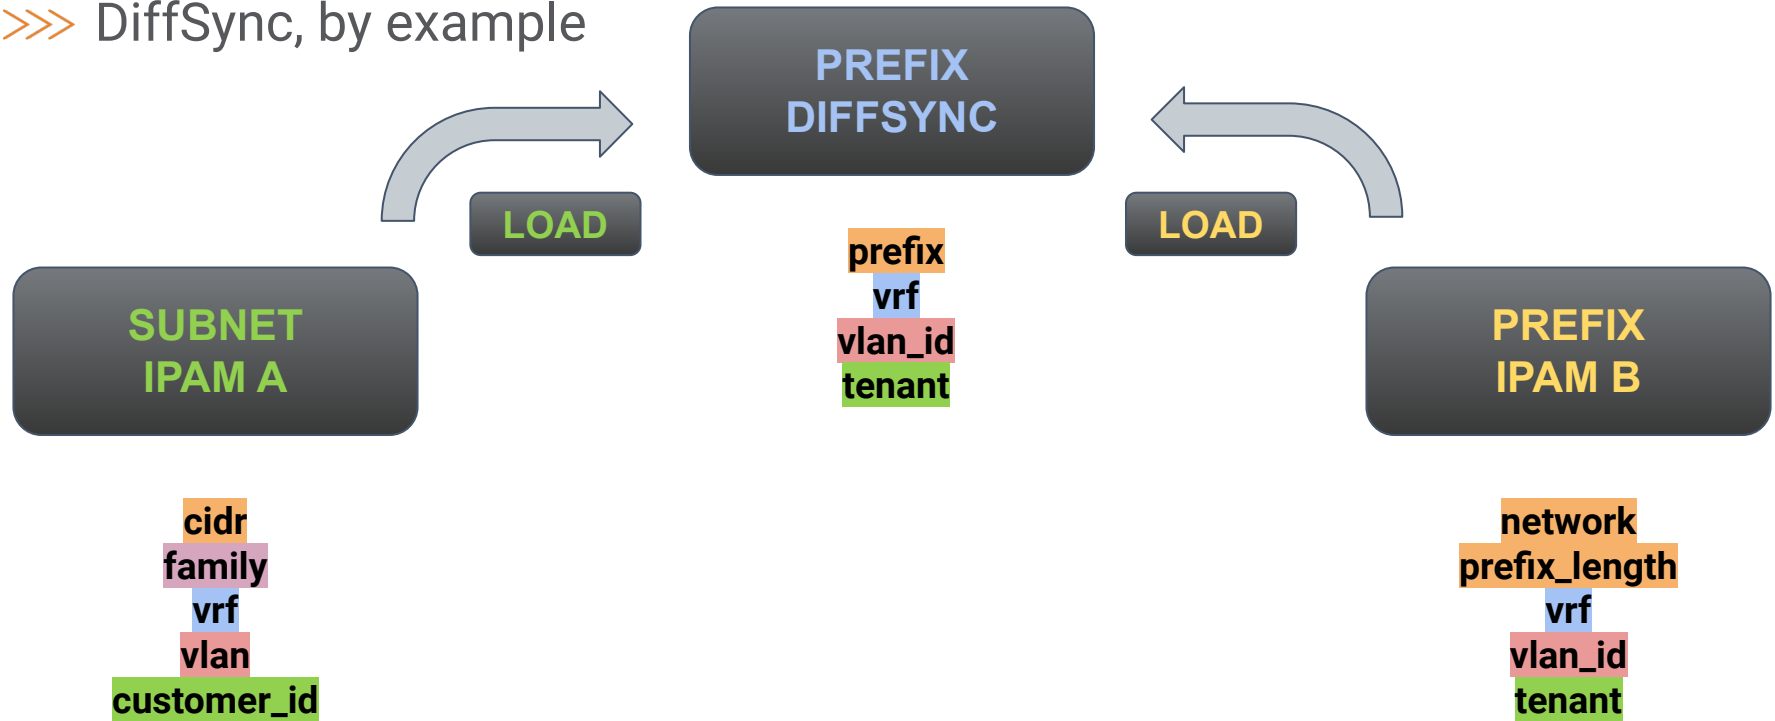 >>> DiffSync, by example
PREFIX
DIFFSYNC
LOAD
LOAD
prefix
vrf
vlan_id
tenant
SUBNET
IPAM A
PREFIX
IPAM B
cidr
family
vrf
vlan
customer_id
network
prefix_length
vrf
vlan_id
tenant